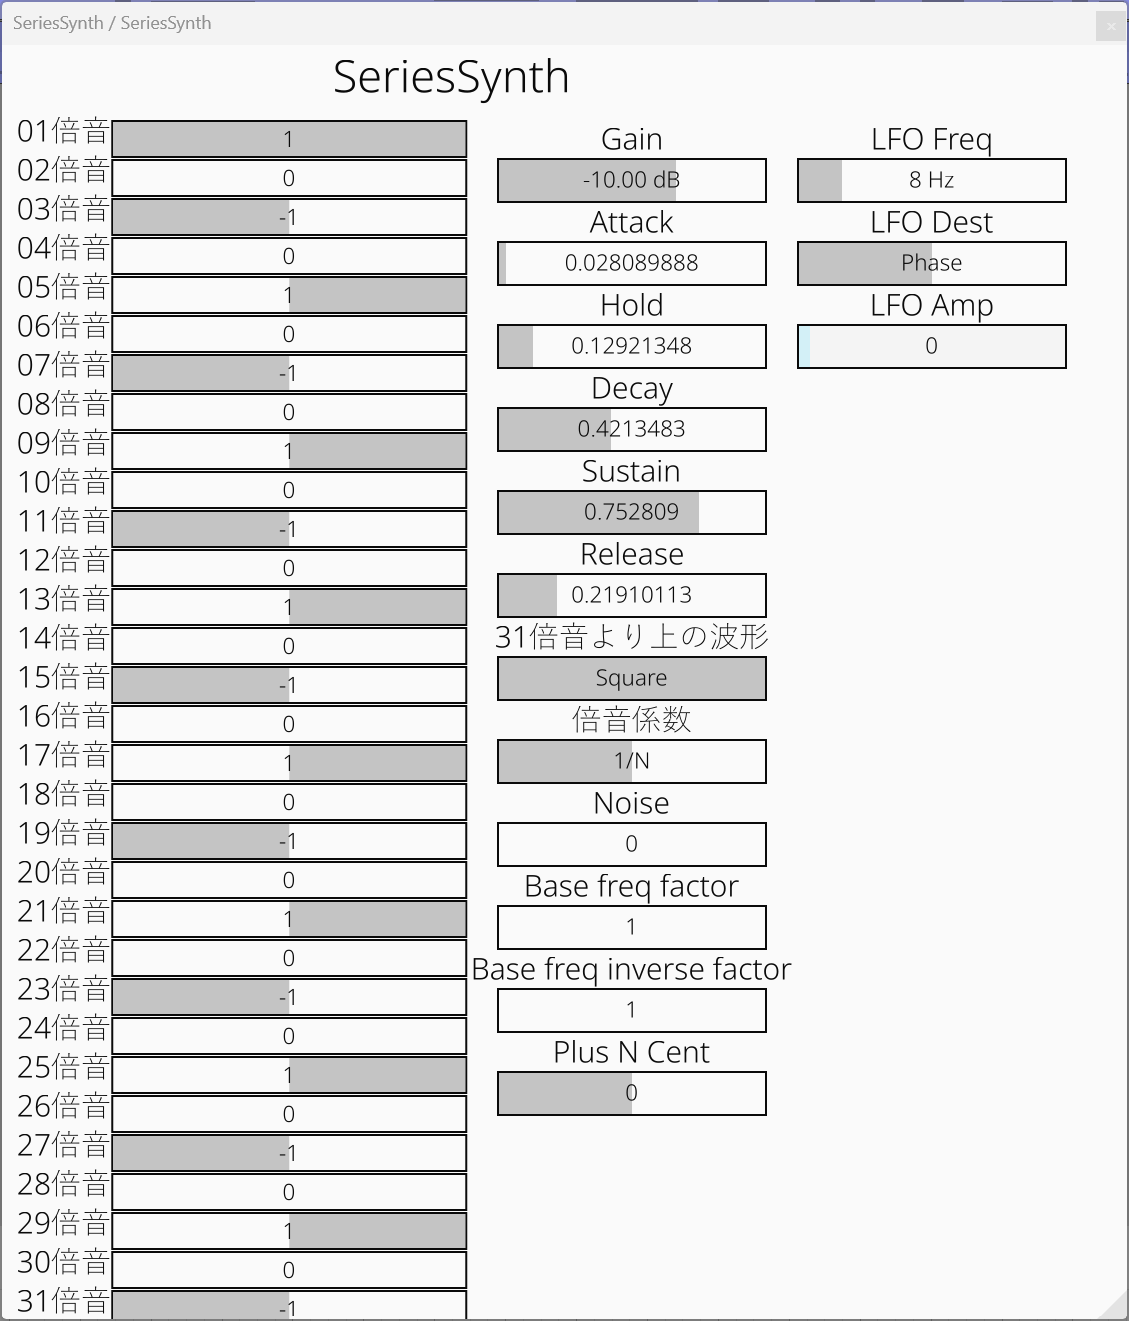 SeriesSynth / SeriesSynth
SeriesSynth
01倍音 1
02倍音 0
03倍音 -1
04倍音 0
05倍音 1
06倍音 0
07倍音 -1
08倍音 0
09倍音 1
10倍音 0
11倍音 -1
12倍音 0
13倍音 1
14倍音 0
15倍音 -1
16倍音 0
17倍音 1
18倍音 0
19倍音 -1
20倍音 0
21倍音 1
22倍音 0
23倍音 -1
24倍音 0
25倍音 1
26倍音 0
27倍音 -1
28倍音 0
29倍音 1
30倍音 0
31倍音 -1
Gain
-10.00 dB
Attack
0.028089888
Hold
0.12921348
Decay
0.4213483
Sustain
0.752809
Release
0.21910113
31倍音より上の波形
Square
倍音係数
1/N
Noise
0
Base freq factor
1
Base freq inverse factor
1
Plus N Cent
0
LFO Freq
8 Hz
LFO Dest
Phase
LFO Amp
0